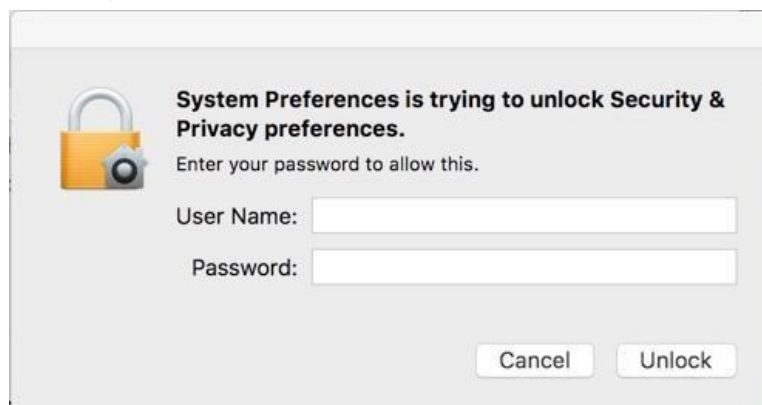 System Preferences is trying to unlock Security &
Privacy preferences.
Enter your password to allow this.
User Name:
Password:
Cancel
Unlock